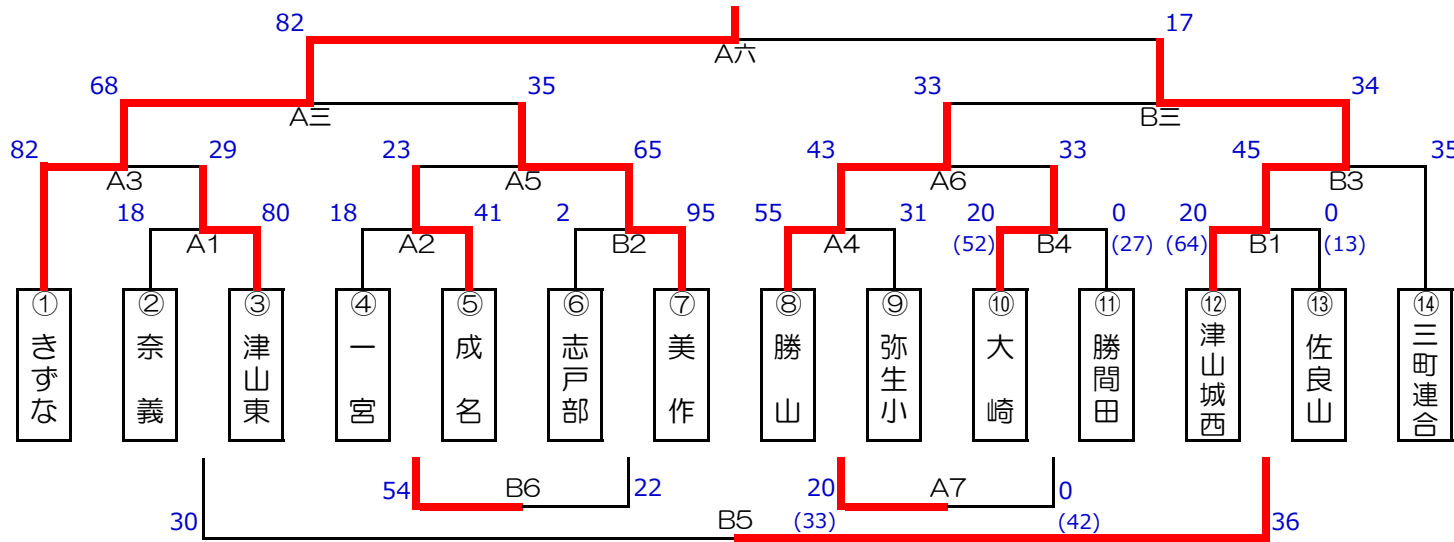 82 17
A六
68 35 33 34
A三 B三
82 29 23 65 43 33 45 35
A3 A5 A6 B3
18 80 18 41 2 95 55 31 20 0 20 0
A1 A2 B2 A4 (52) B4 (27) (64) B1 (13)
① ② ③ ④ ⑤ ⑥ ⑦ ⑧ ⑨ ⑩ ⑪ ⑫ ⑬ ⑭
きずな
奈義
津山東
一宮
成名
志戸部
美作
勝山
弥生小
大崎
勝間田
津山城西
佐良山
三町連合
54 B6 22 20 A7 0
30 B5 (33) (42) 36